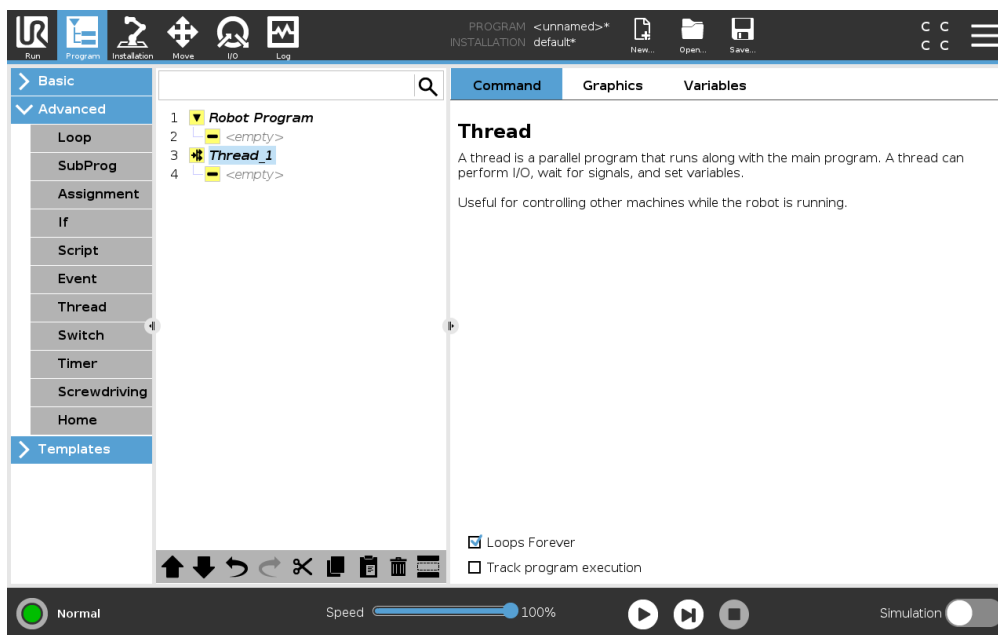 UR
PROGRAM <unnamed>*
INSTALLATION default*
Run Program Installation Move I/O Log New... Open... Save...
C C
C C
Basic
Advanced
Loop
SubProg
Assignment
If
Script
Event
Thread
Switch
Timer
Screwdriving
Home
Templates
1 Robot Program
2 <empty>
3 Thread_1
4 <empty>
Command Graphics Variables
Thread
A thread is a parallel program that runs along with the main program. A thread can
perform I/O, wait for signals, and set variables.
Useful for controlling other machines while the robot is running.
Loops Forever
Track program execution
Normal
Speed 100%
Simulation